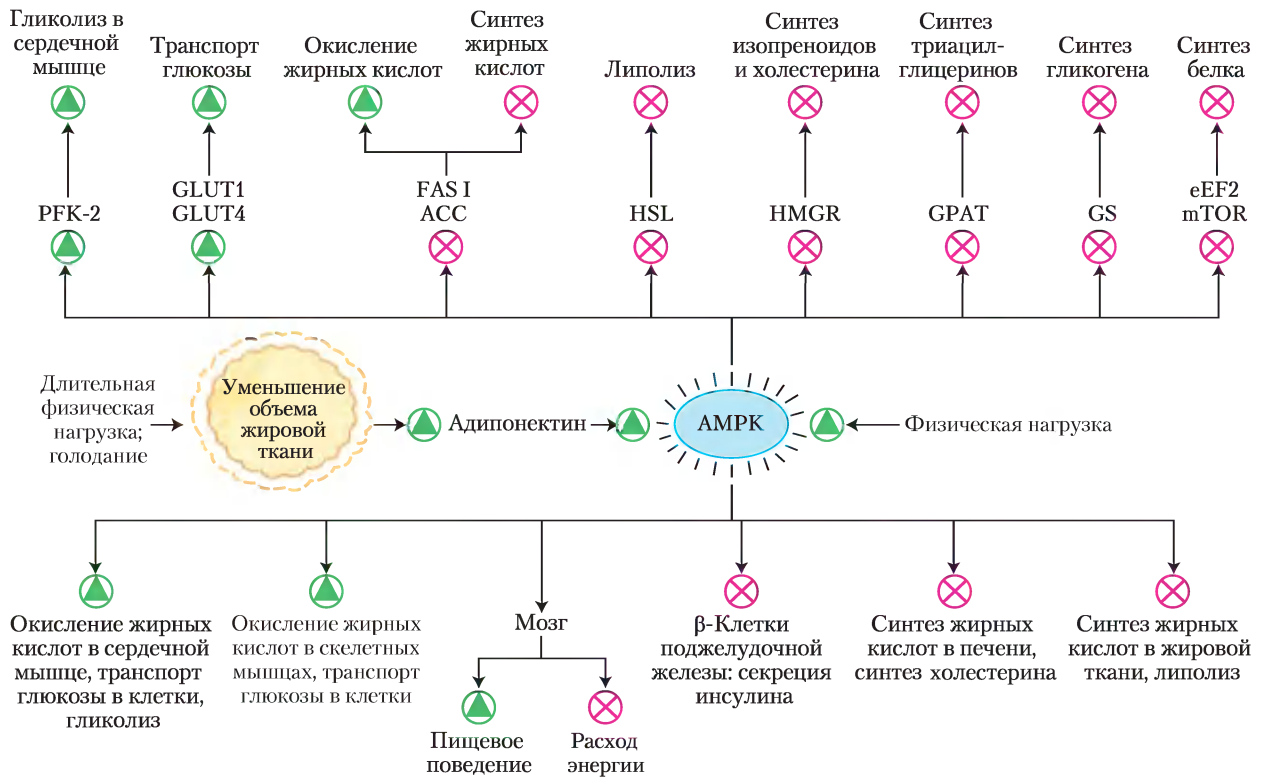 Гликолиз в
сердечной
мышце
Транспорт
глюкозы
Окисление
жирных кислот
Синтез
жирных
кислот
Липолиз
Синтез
изопреноидов
и холестерина
Синтез
триацил-
глицеринов
Синтез
гликогена
Синтез
белка
PFK-2
GLUT1
GLUT4
FAS I
ACC
HSL
HMGR
GPAT
GS
eEF2
mTOR
Длительная
физическая
нагрузка;
голодание
Уменьшение
объема
жировой
ткани
Адипонектин
AMPK
Физическая нагрузка
Окисление жирных
кислот в сердечной
мышце, транспорт
глюкозы в клетки,
гликолиз
Окисление жирных
кислот в скелетных
мышцах, транспорт
глюкозы в клетки
Мозг
Пищевое
поведение
Расход
энергии
β-Клетки
поджелудочной
железы: секреция
инсулина
Синтез жирных
кислот в печени,
синтез холестерина
Синтез жирных
кислот в жировой
ткани, липолиз